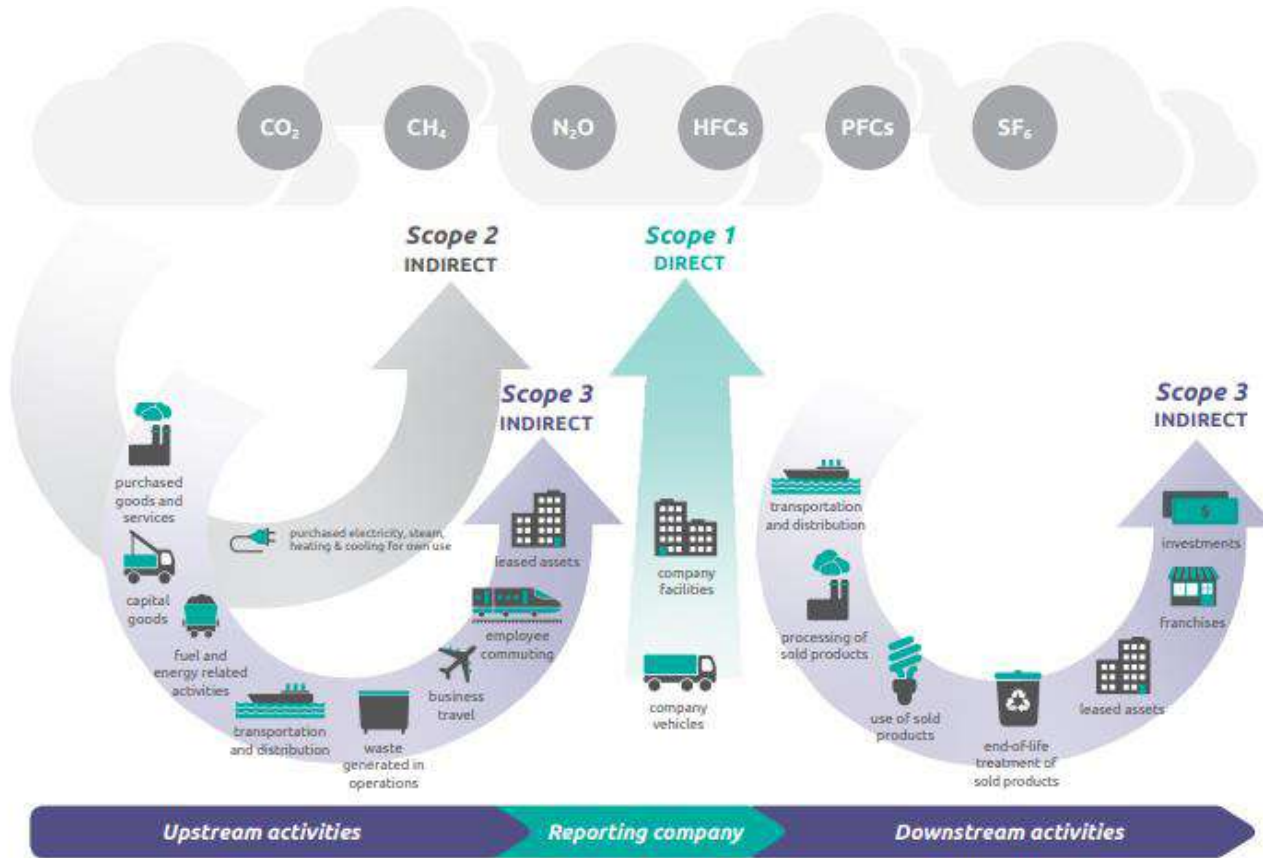 CO₂
CH₄
N₂O
HFCs
PFCs
SF₆
Scope 2
INDIRECT
Scope 1
DIRECT
Scope 3
INDIRECT
Scope 3
INDIRECT
purchased
goods and
services
capital
goods
fuel and
energy related
activities
purchased electricity, steam,
heating & cooling for own use
transportation
and distribution
waste
generated in
operations
business
travel
employee
commuting
leased assets
company
facilities
company
vehicles
transportation
and distribution
processing of
sold products
use of sold
products
end-of-life
treatment of
sold products
leased assets
franchises
$
investments
Upstream activities
Reporting company
Downstream activities